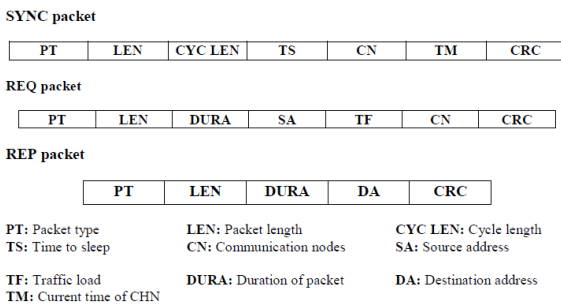 SYNC packet
PT LEN CYC LEN TS CN TM CRC
REQ packet
PT LEN DURA SA TF CN CRC
REP packet
PT LEN DURA DA CRC
PT: Packet type LEN: Packet length CYC LEN: Cycle length
TS: Time to sleep CN: Communication nodes SA: Source address
TF: Traffic load DURA: Duration of packet DA: Destination address
TM: Current time of CHN